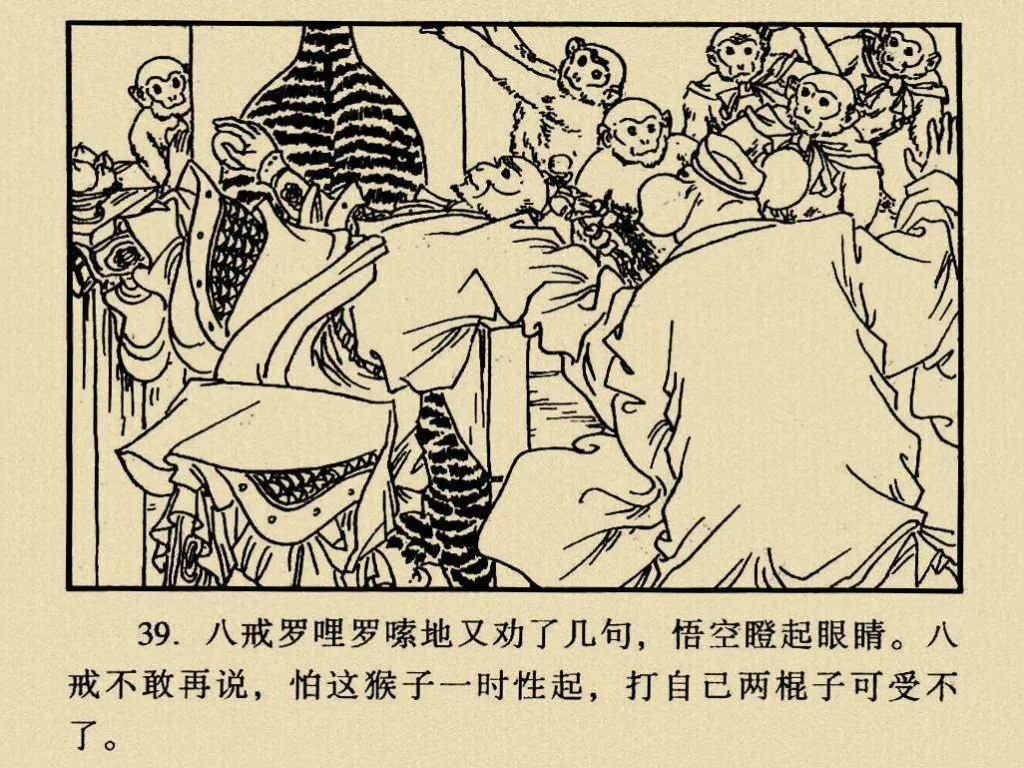 39. 八戒罗哩罗嗦地又劝了几句，悟空瞪起眼睛。八
戒不敢再说，怕这猴子一时性起，打自己两棍子可受不
了。